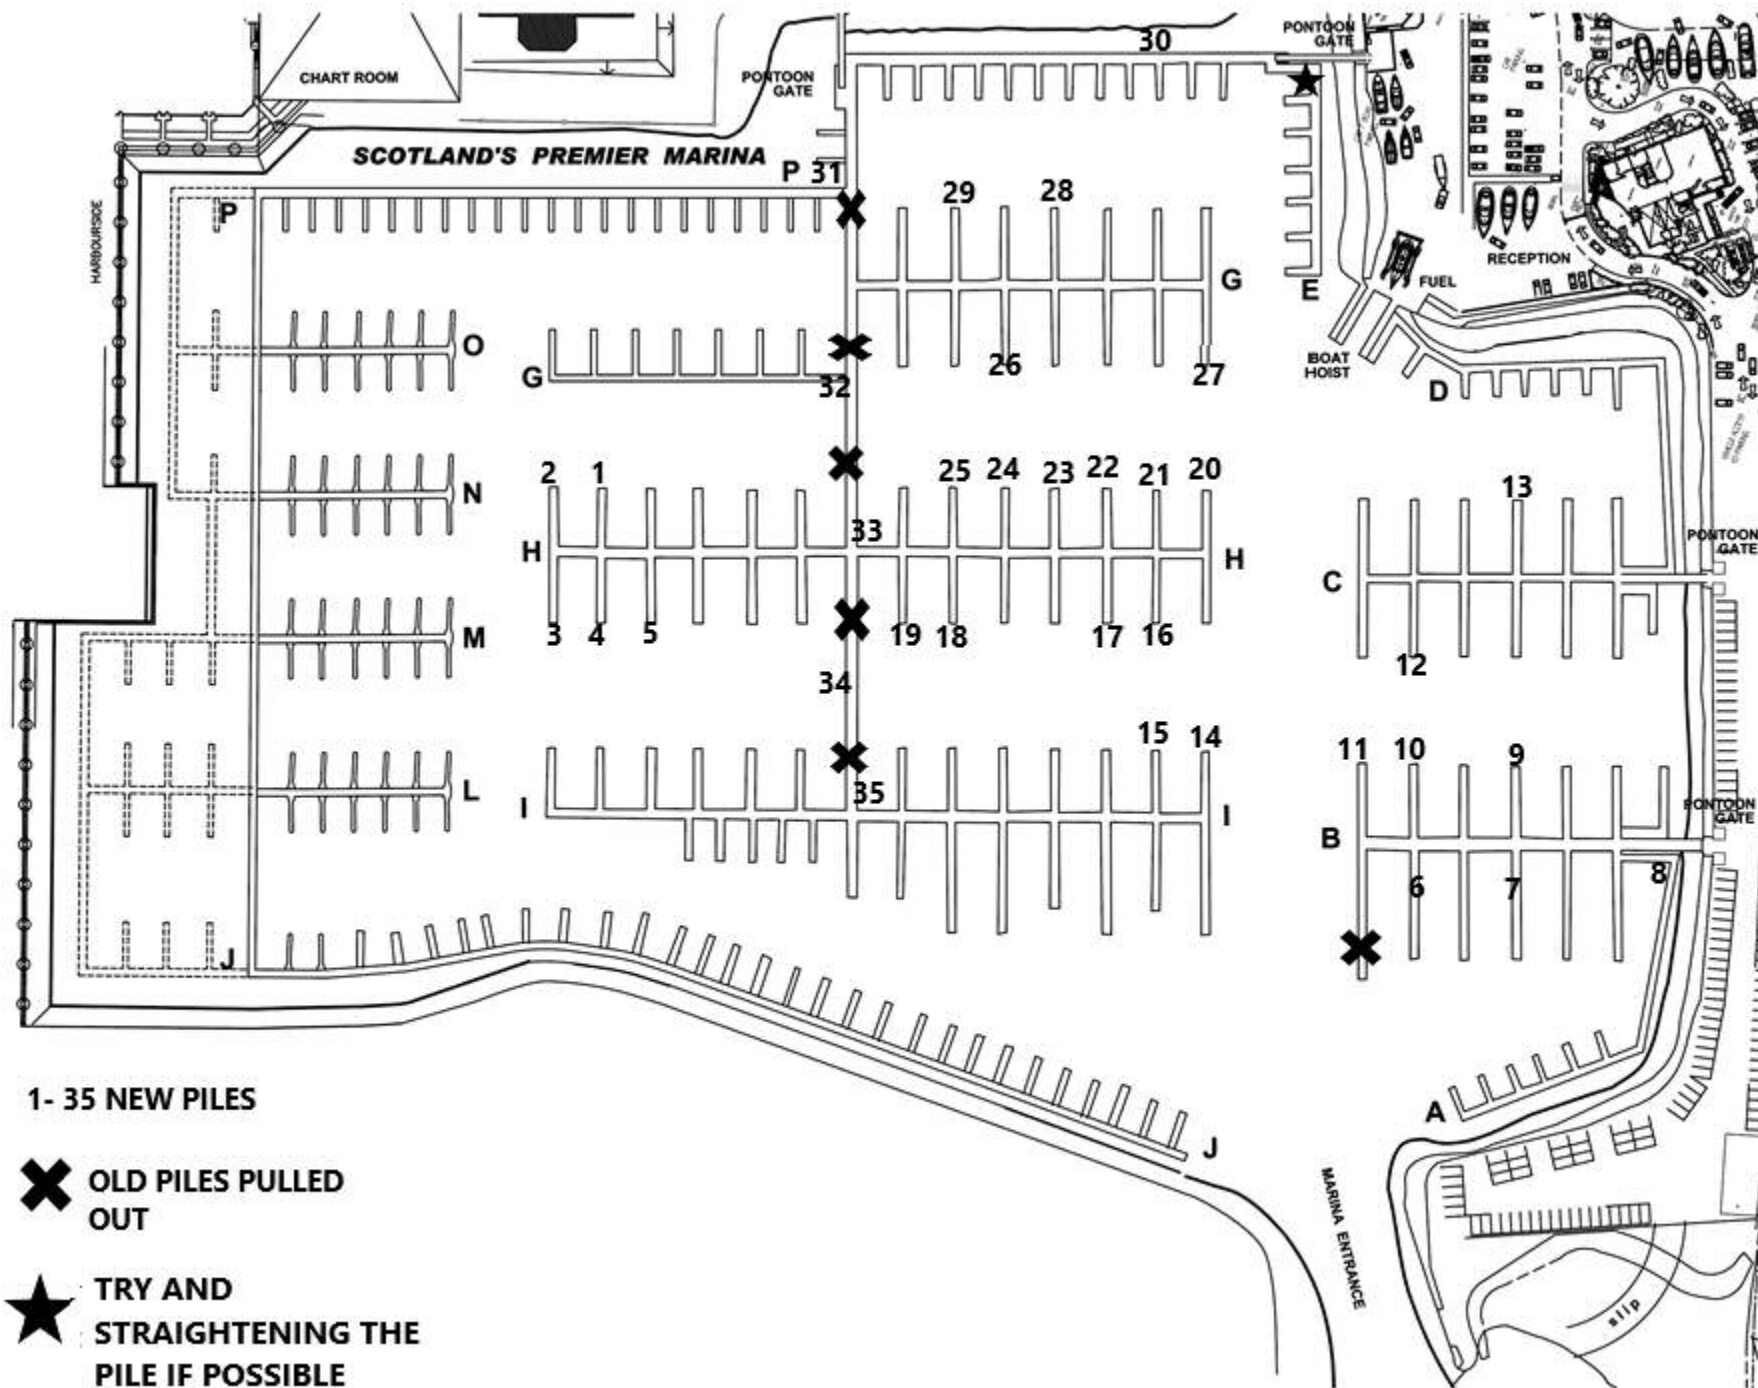 PONTOON
GATE
30
CHART ROOM
PONTOON
GATE
SCOTLAND'S PREMIER MARINA
P 31
HARBOURSIDE
P
29 28
G
E
RECEPTION
FUEL
O
G
32
26
27
BOAT
HOIST
D
N
2 1
25 24 23 22 21 20
13
H
33
H
PONTOON
GATE
C
M
3 4 5
19 18 17 16
12
34
15 14
11 10 9
L
I
35
I
PONTOON
GATE
B
6 7 8
J
A
J
MARINA ENTRANCE
slip
1- 35 NEW PILES
OLD PILES PULLED
OUT
TRY AND
STRAIGHTENING THE
PILE IF POSSIBLE